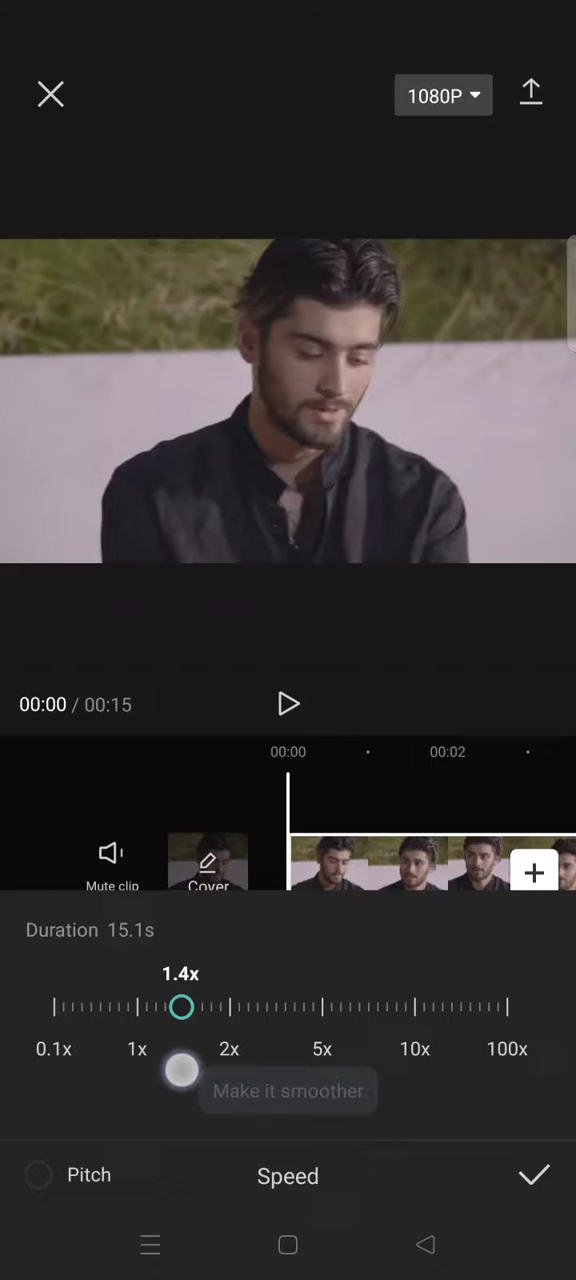 1080P
00:00 / 00:15
00:00
00:02
Mute clip
Cover
Duration 15.1s
1.4x
0.1x 1x 2x 5x 10x 100x
Make it smoother
Pitch
Speed